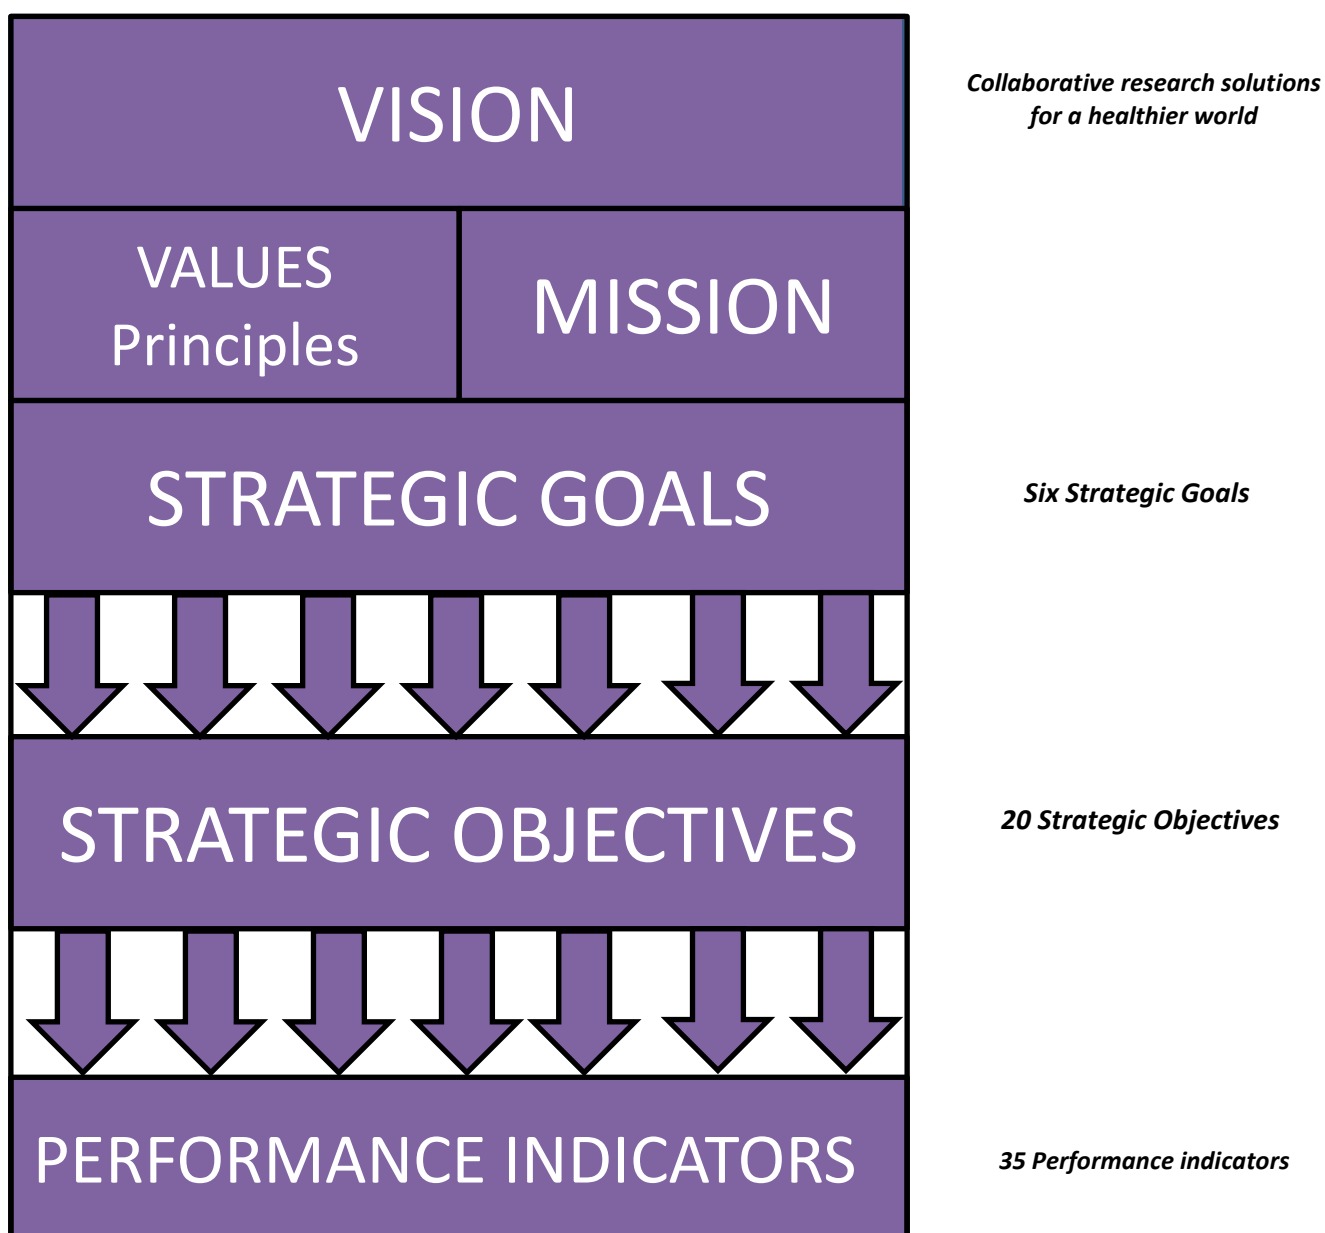 VISION
Collaborative research solutions
for a healthier world
VALUES
Principles
MISSION
STRATEGIC GOALS
Six Strategic Goals
STRATEGIC OBJECTIVES
20 Strategic Objectives
PERFORMANCE INDICATORS
35 Performance indicators